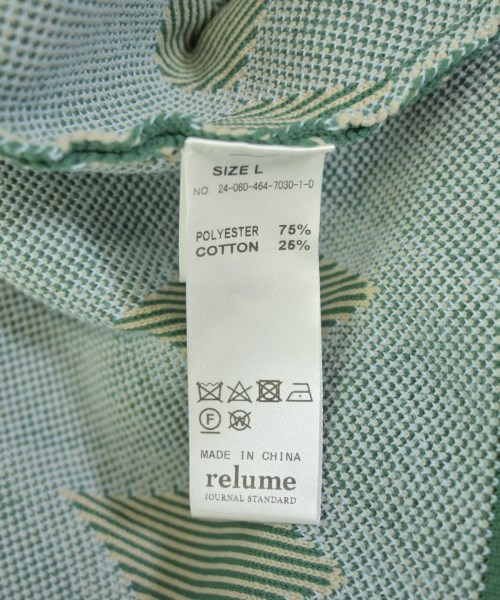 SIZE L
NO 24-080-464-7030-1-0
POLYESTER 75%
COTTON 25%
F W
MADE IN CHINA
relume
JOURNAL STANDARD